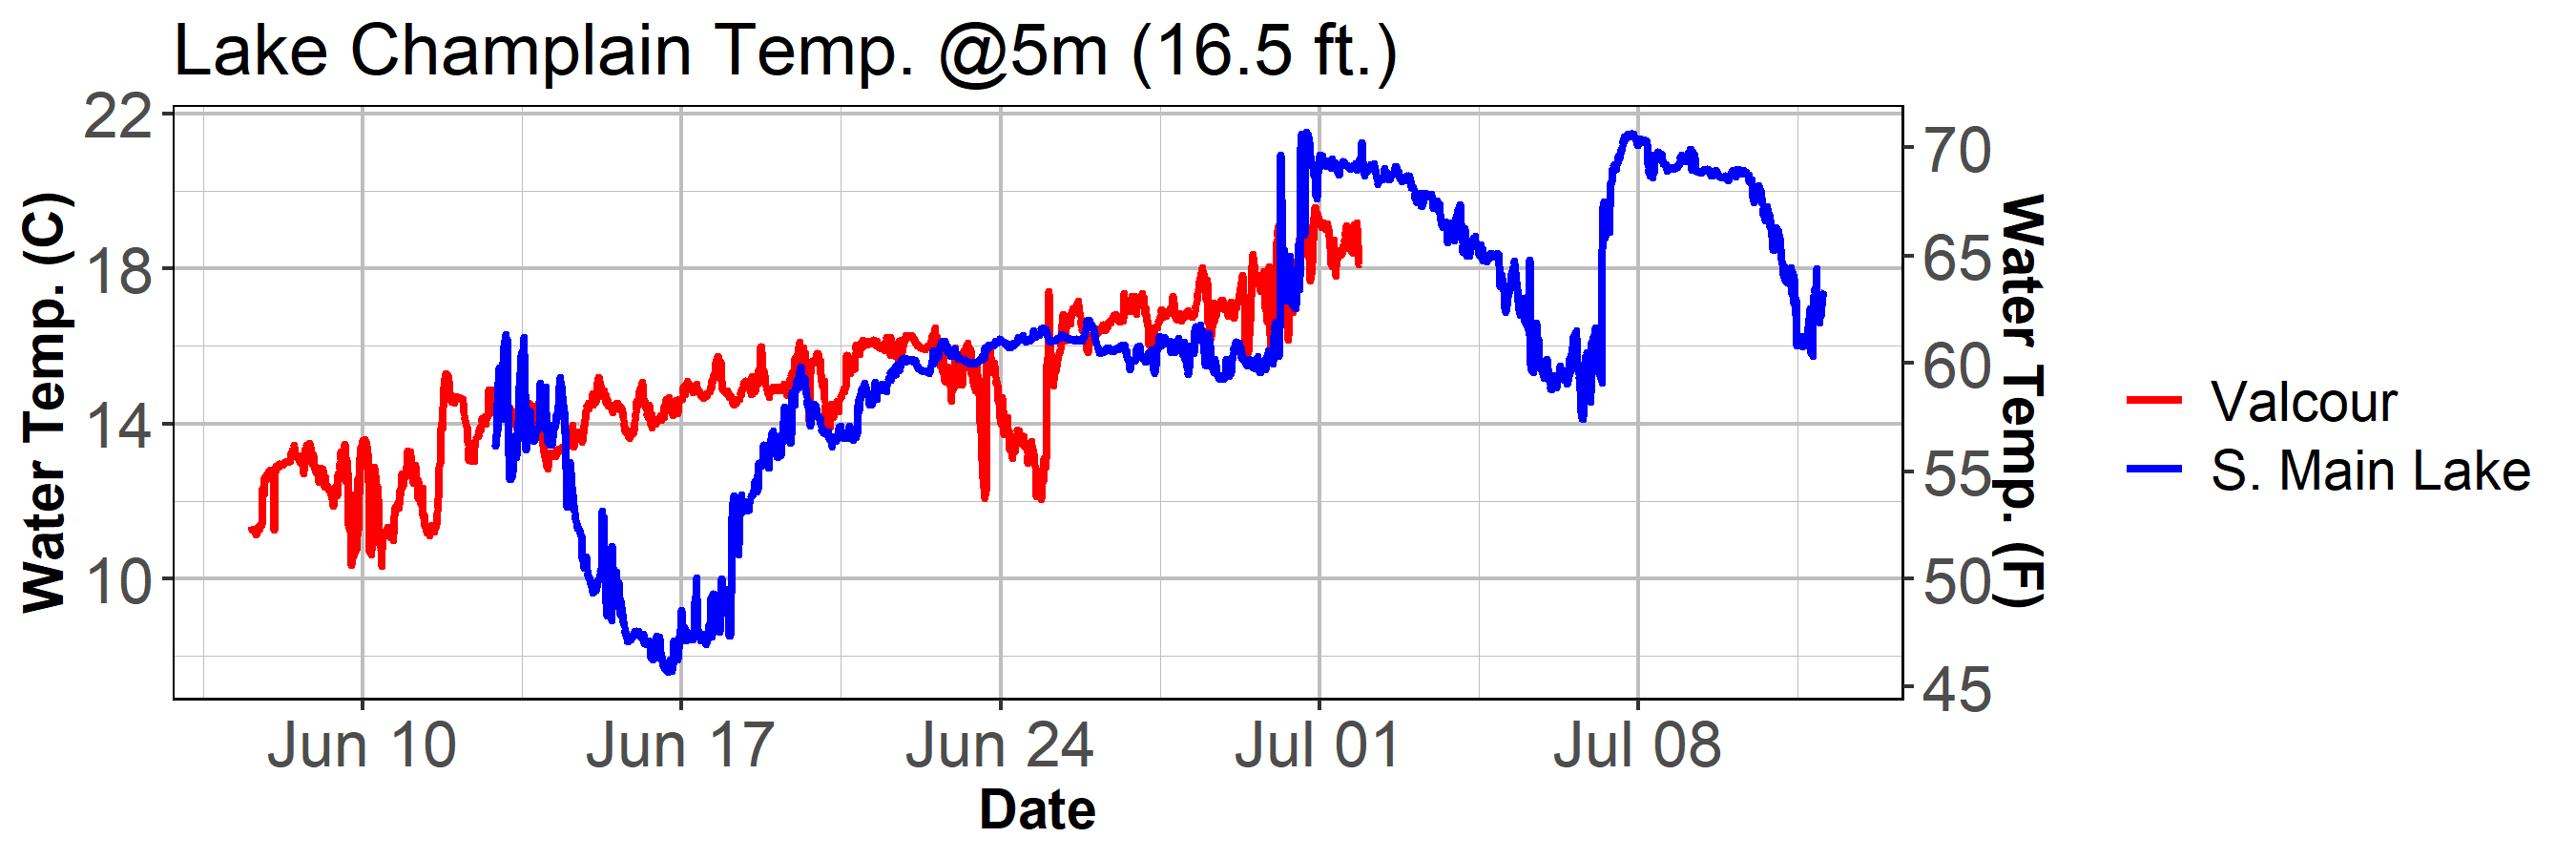 Lake Champlain Temp. @5m (16.5 ft.)
Water Temp. (C)
22
18
14
10
70
65
60
55
50
45
Water Temp. (F)
Jun 10
Jun 17
Jun 24
Jul 01
Jul 08
Date
Valcour
S. Main Lake